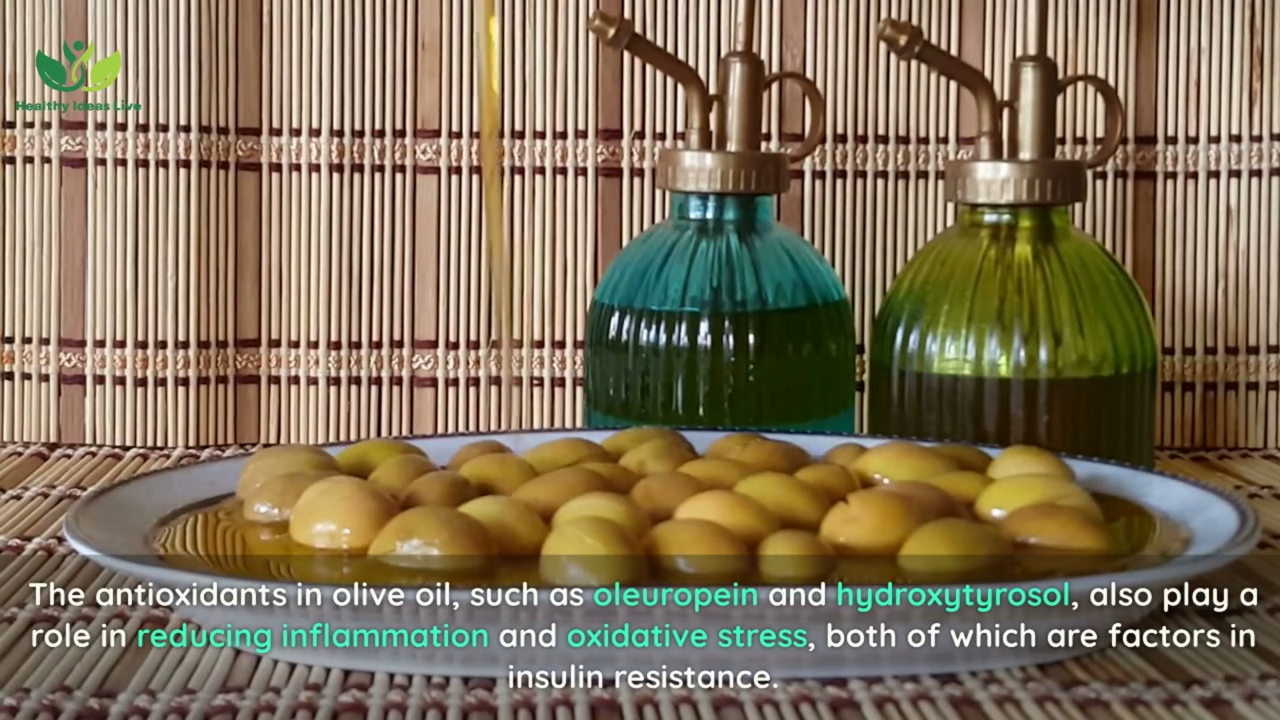 Healthy Ideas Live
The antioxidants in olive oil, such as oleuropein and hydroxytyrosol, also play a
role in reducing inflammation and oxidative stress, both of which are factors in
insulin resistance.